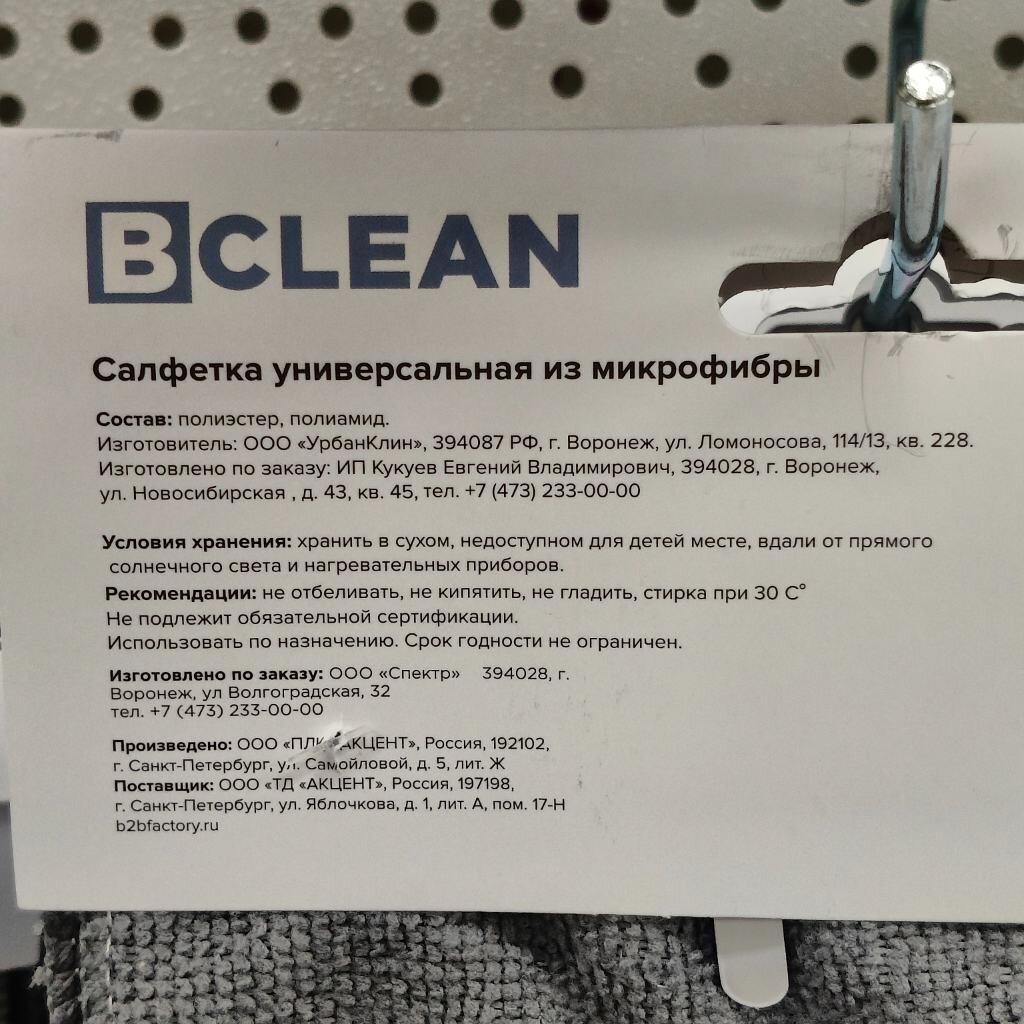 BCLEAN
Салфетка универсальная из микрофибры
Состав: полиэстер, полиамид.
Изготовитель: ООО «УрбанКлин», 394087 РФ, г. Воронеж, ул. Ломоносова, 114/13, кв. 228.
Изготовлено по заказу: ИП Кукуев Евгений Владимирович, 394028, г. Воронеж,
ул. Новосибирская , д. 43, кв. 45, тел. +7 (473) 233-00-00
Условия хранения: хранить в сухом, недоступном для детей месте, вдали от прямого
солнечного света и нагревательных приборов.
Рекомендации: не отбеливать, не кипятить, не гладить, стирка при 30 С°
Не подлежит обязательной сертификации.
Использовать по назначению. Срок годности не ограничен.
Изготовлено по заказу: ООО «Спектр» 394028, г.
Воронеж, ул Волгоградская, 32
тел. +7 (473) 233-00-00
Произведено: ООО «ПЛК «АКЦЕНТ», Россия, 192102,
г. Санкт-Петербург, ул. Самойловой, д. 5, лит. Ж
Поставщик: ООО «ТД «АКЦЕНТ», Россия, 197198,
г. Санкт-Петербург, ул. Яблочкова, д. 1, лит. А, пом. 17-Н
b2bfactory.ru